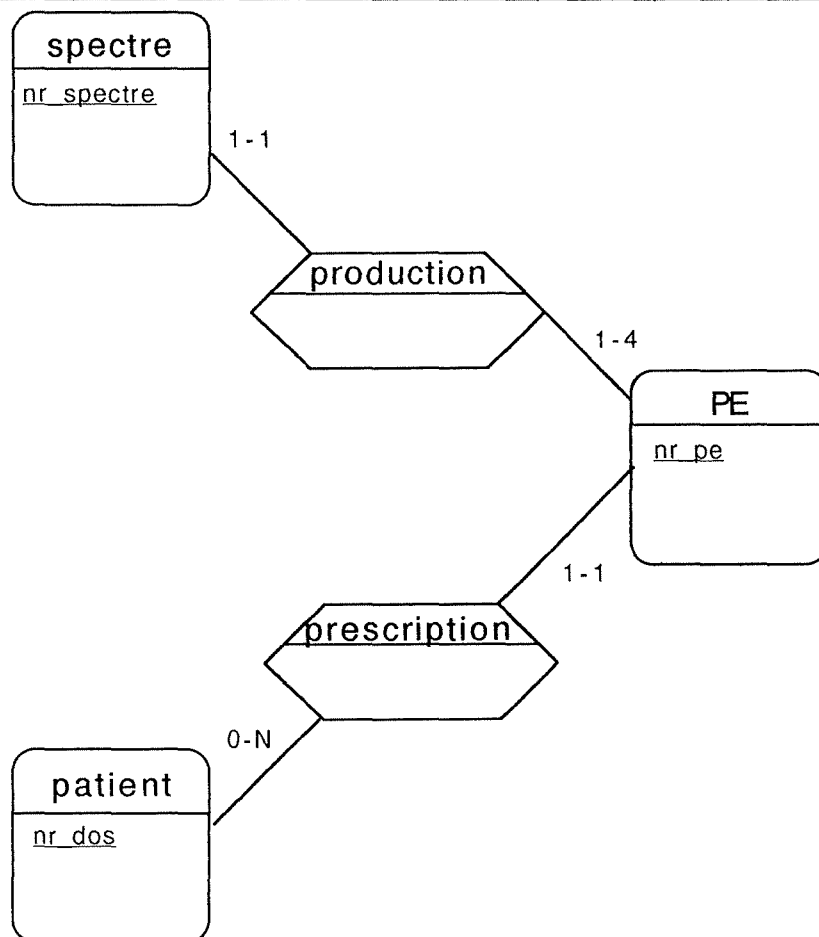 spectre
nr_spectre
1-1
production
1-4
PE
nr_pe
1-1
prescription
0-N
patient
nr_dos